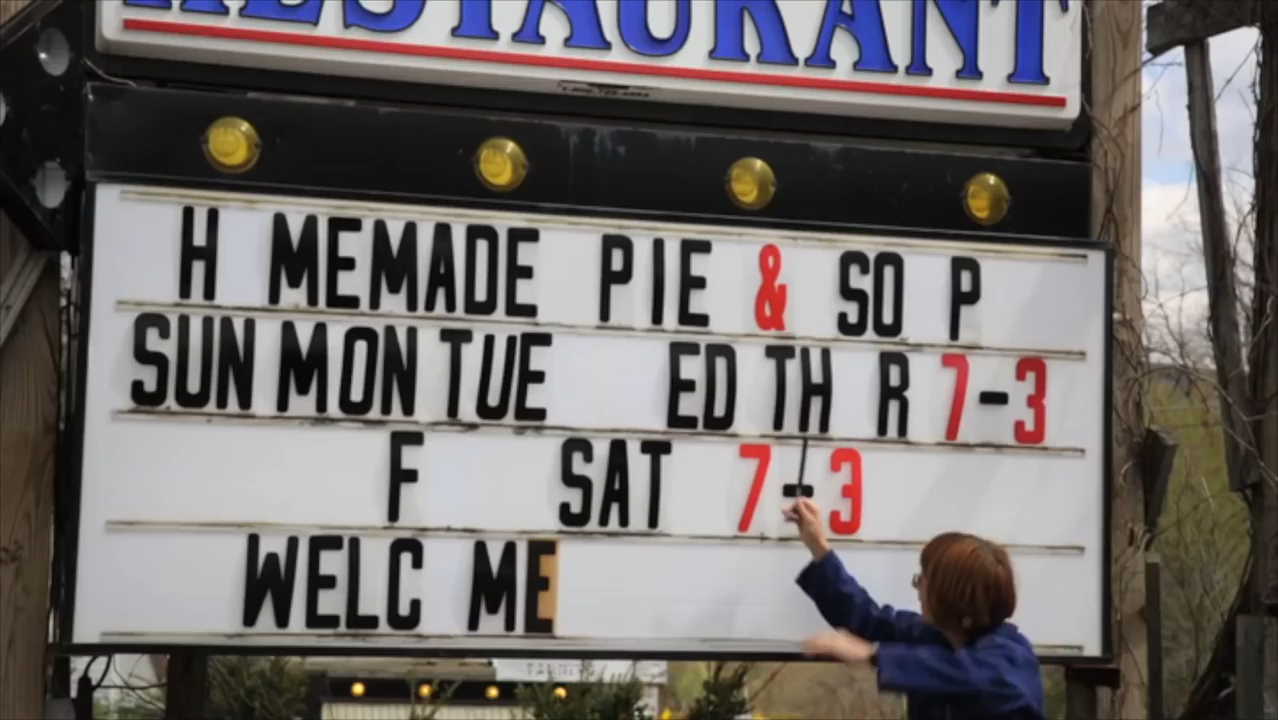 RESTAURANT
H MEMADE PIE & SO P
SUN MON TUE ED TH R 7-3
F SAT 7-3
WELC ME